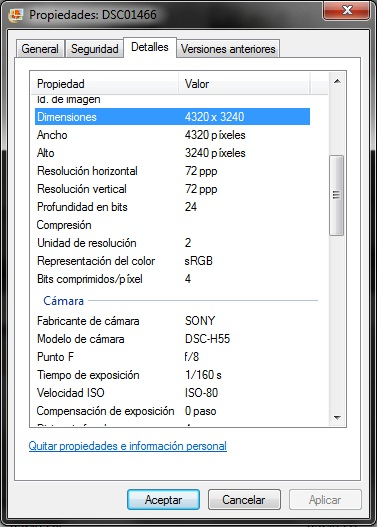 Propiedades: DSC01466
General Seguridad Detalles Versiones anteriores
Propiedad Valor
Id. de imagen
Dimensiones 4320 x 3240
Ancho 4320 píxeles
Alto 3240 píxeles
Resolución horizontal 72 ppp
Resolución vertical 72 ppp
Profundidad en bits 24
Compresión
Unidad de resolución 2
Representación del color sRGB
Bits comprimidos/píxel 4
Cámara
Fabricante de cámara SONY
Modelo de cámara DSC-H55
Punto F f/8
Tiempo de exposición 1/160 s
Velocidad ISO ISO-80
Compensación de exposición 0 paso
Quitar propiedades e información personal
Aceptar Cancelar Aplicar